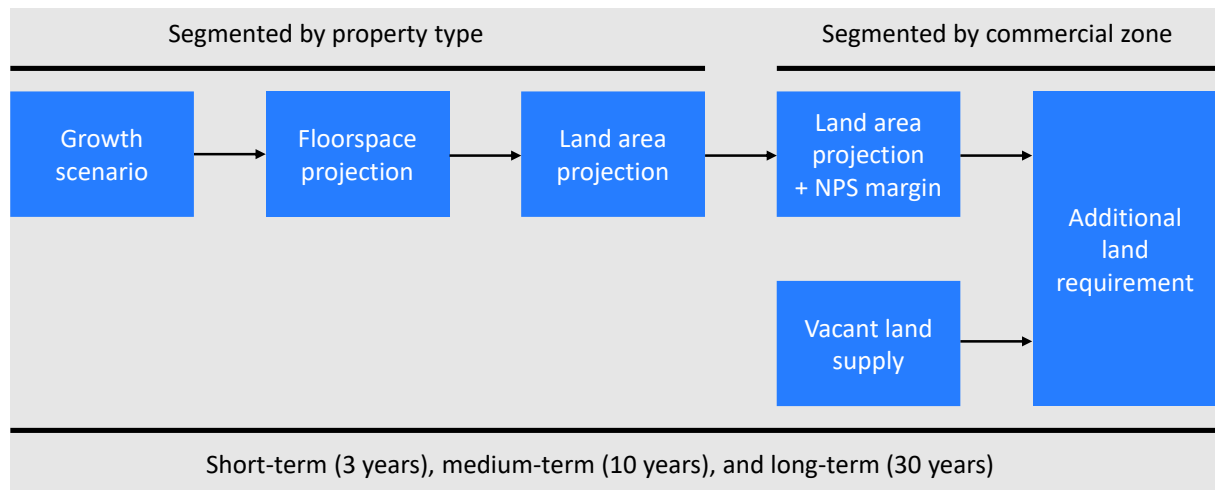 Segmented by property type
Segmented by commercial zone
Growth
scenario
Floorspace
projection
Land area
projection
Land area
projection
+ NPS margin
Additional
land
requirement
Vacant land
supply
Short-term (3 years), medium-term (10 years), and long-term (30 years)